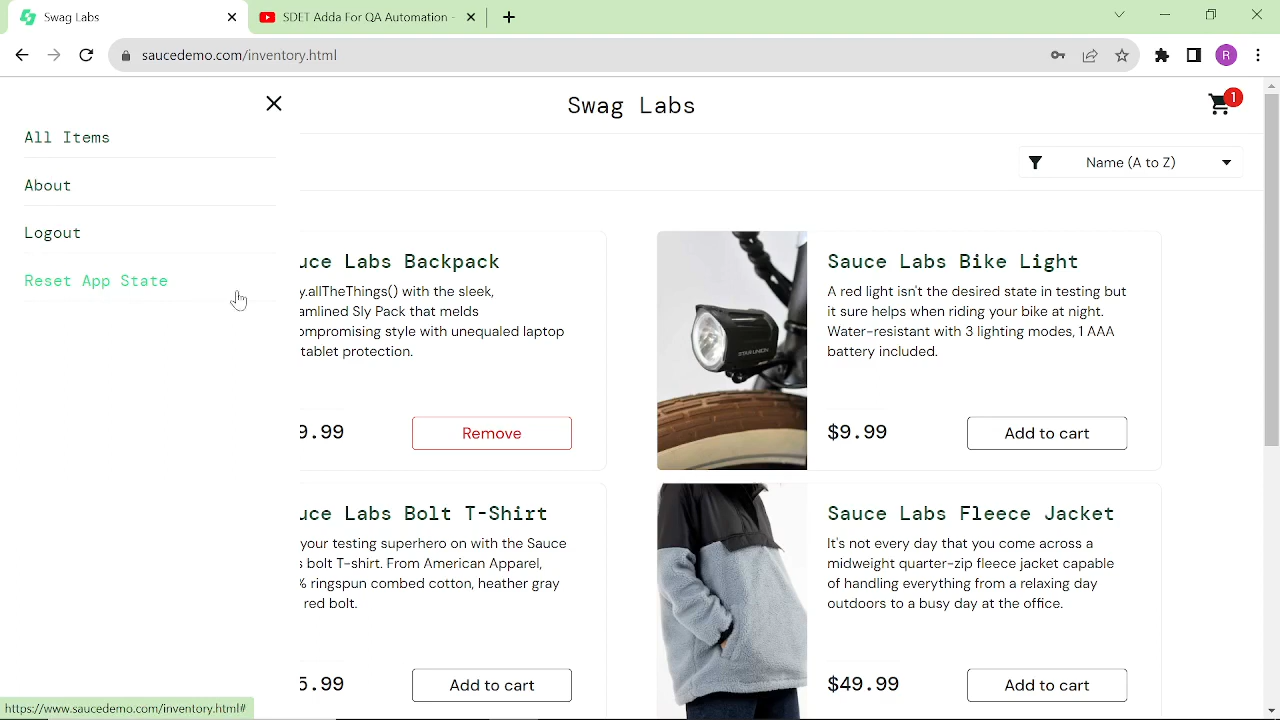 Swag Labs
SDET Adda For QA Automation -
saucedemo.com/inventory.html
R
Swag Labs
1
All Items
About
Logout
Reset App State
Name (A to Z)
uce Labs Backpack
y.allTheThings() with the sleek,
amlined Sly Pack that melds
ompromising style with unequaled laptop
tablet protection.
9.99
Remove
STAR UNION
Sauce Labs Bike Light
A red light isn't the desired state in testing but
it sure helps when riding your bike at night.
Water-resistant with 3 lighting modes, 1 AAA
battery included.
$9.99
Add to cart
uce Labs Bolt T-Shirt
your testing superhero on with the Sauce
s bolt T-shirt. From American Apparel,
% ringspun combed cotton, heather gray
red bolt.
5.99
Add to cart
Sauce Labs Fleece Jacket
It's not every day that you come across a
midweight quarter-zip fleece jacket capable
of handling everything from a relaxing day
outdoors to a busy day at the office.
$49.99
Add to cart
https://www.saucedemo.com/inventory.html#